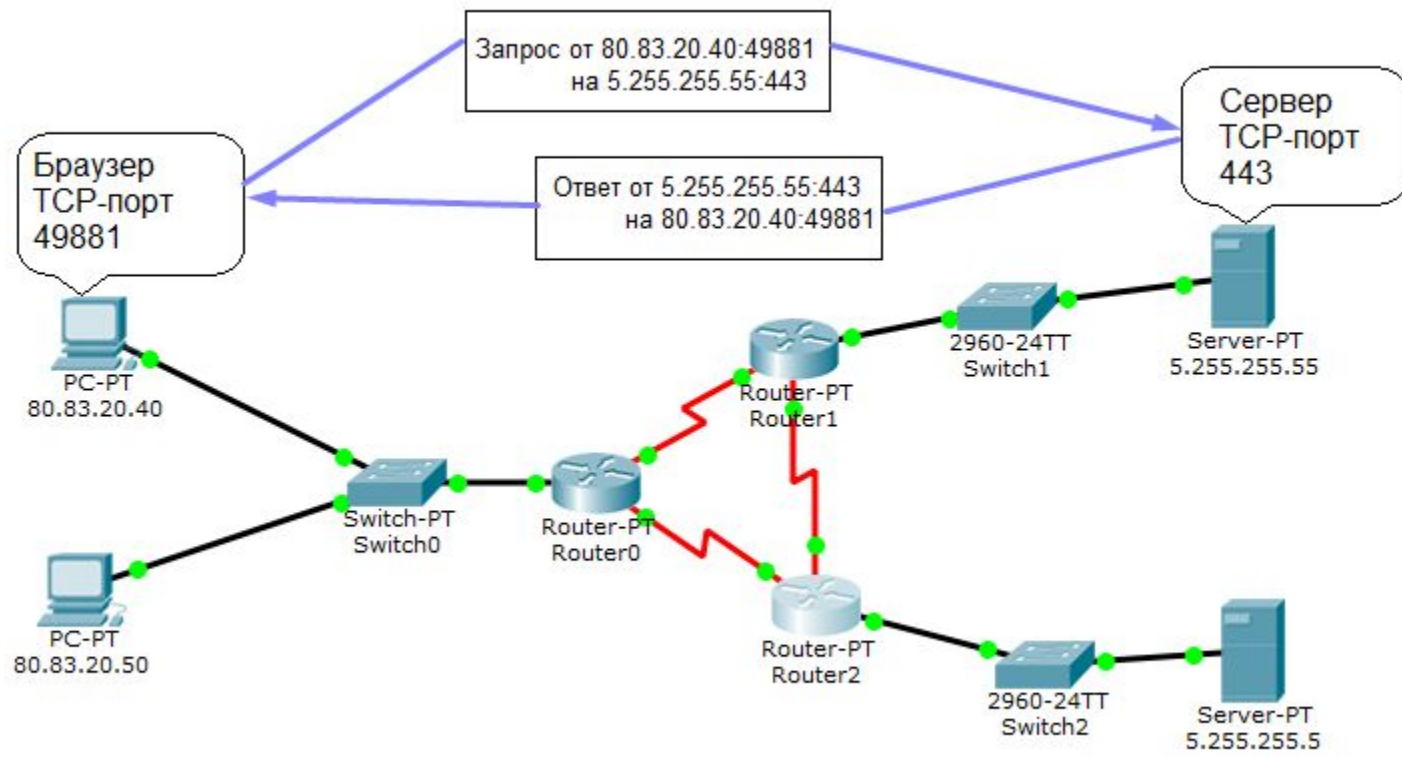 Запрос от 80.83.20.40:49881
на 5.255.255.55:443
Сервер
TCP-порт
443
Браузер
TCP-порт
49881
Ответ от 5.255.255.55:443
на 80.83.20.40:49881
PC-PT
80.83.20.40
Router-PT
Router1
2960-24TT
Switch1
Server-PT
5.255.255.55
Switch-PT
Switch0
Router-PT
Router0
PC-PT
80.83.20.50
Router-PT
Router2
2960-24TT
Switch2
Server-PT
5.255.255.5